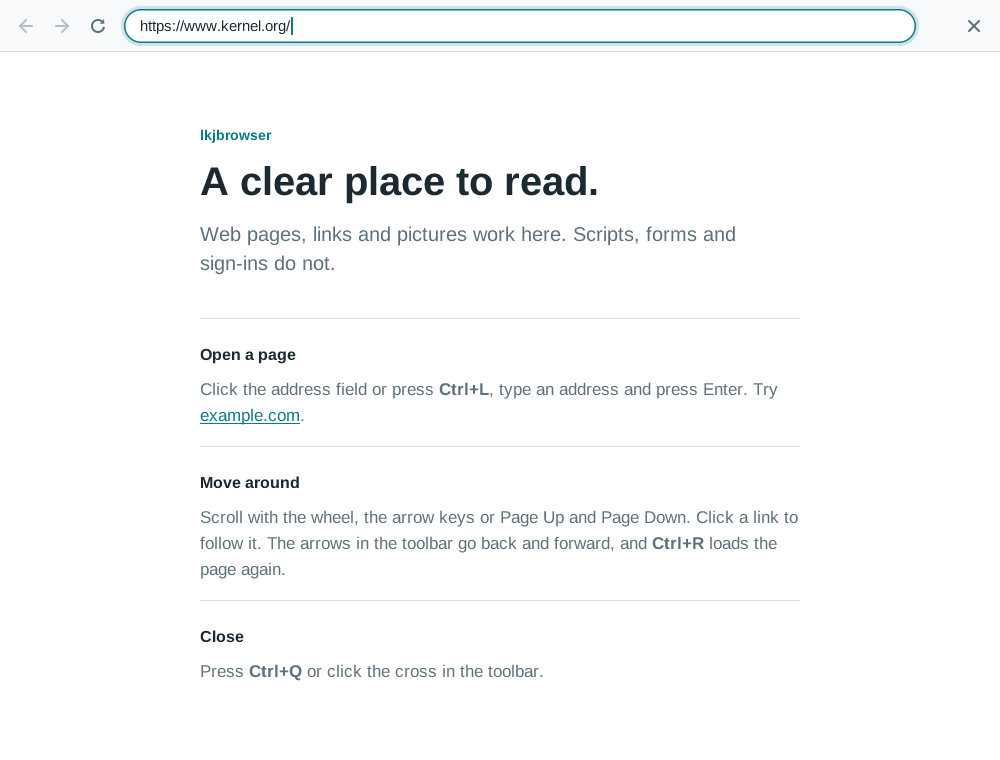 https://www.kernel.org/
lkjbrowser
A clear place to read.
Web pages, links and pictures work here. Scripts, forms and
sign-ins do not.
Open a page
Click the address field or press Ctrl+L, type an address and press Enter. Try
example.com.
Move around
Scroll with the wheel, the arrow keys or Page Up and Page Down. Click a link to
follow it. The arrows in the toolbar go back and forward, and Ctrl+R loads the
page again.
Close
Press Ctrl+Q or click the cross in the toolbar.